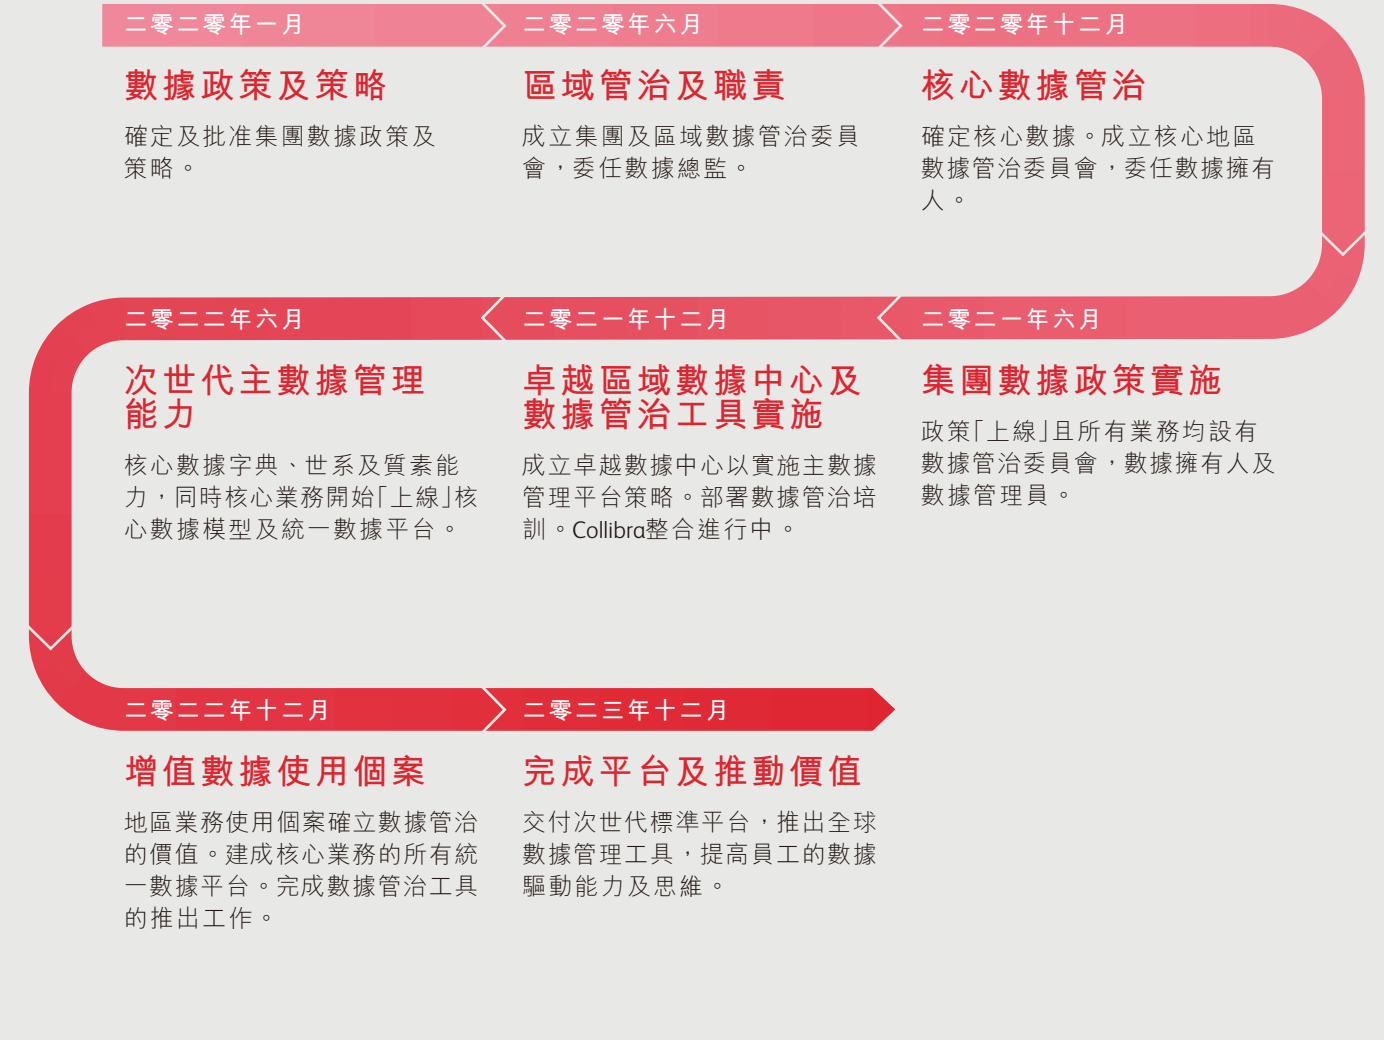 二零二零年一月
數據政策及策略
確定及批准集團數據政策及
策略。
二零二零年六月
區域管治及職責
成立集團及區域數據管治委員
會，委任數據總監。
二零二零年十二月
核心數據管治
確定核心數據。成立核心地區
數據管治委員會，委任數據擁有
人。
二零二一年六月
集團數據政策實施
政策「上線」且所有業務均設有
數據管治委員會，數據擁有人及
數據管理員。
二零二一年十二月
卓越區域數據中心及
數據管治工具實施
成立卓越數據中心以實施主數據
管理平台策略。部署數據管治培
訓。Collibra整合進行中。
二零二二年六月
次世代主數據管理
能力
核心數據字典、世系及質素能
力，同時核心業務開始「上線」核
心數據模型及統一數據平台。
二零二二年十二月
增值數據使用個案
地區業務使用個案確立數據管治
的價值。建成核心業務的所有統
一數據平台。完成數據管治工具
的推出工作。
二零二三年十二月
完成平台及推動價值
交付次世代標準平台，推出全球
數據管理工具，提高員工的數據
驅動能力及思維。